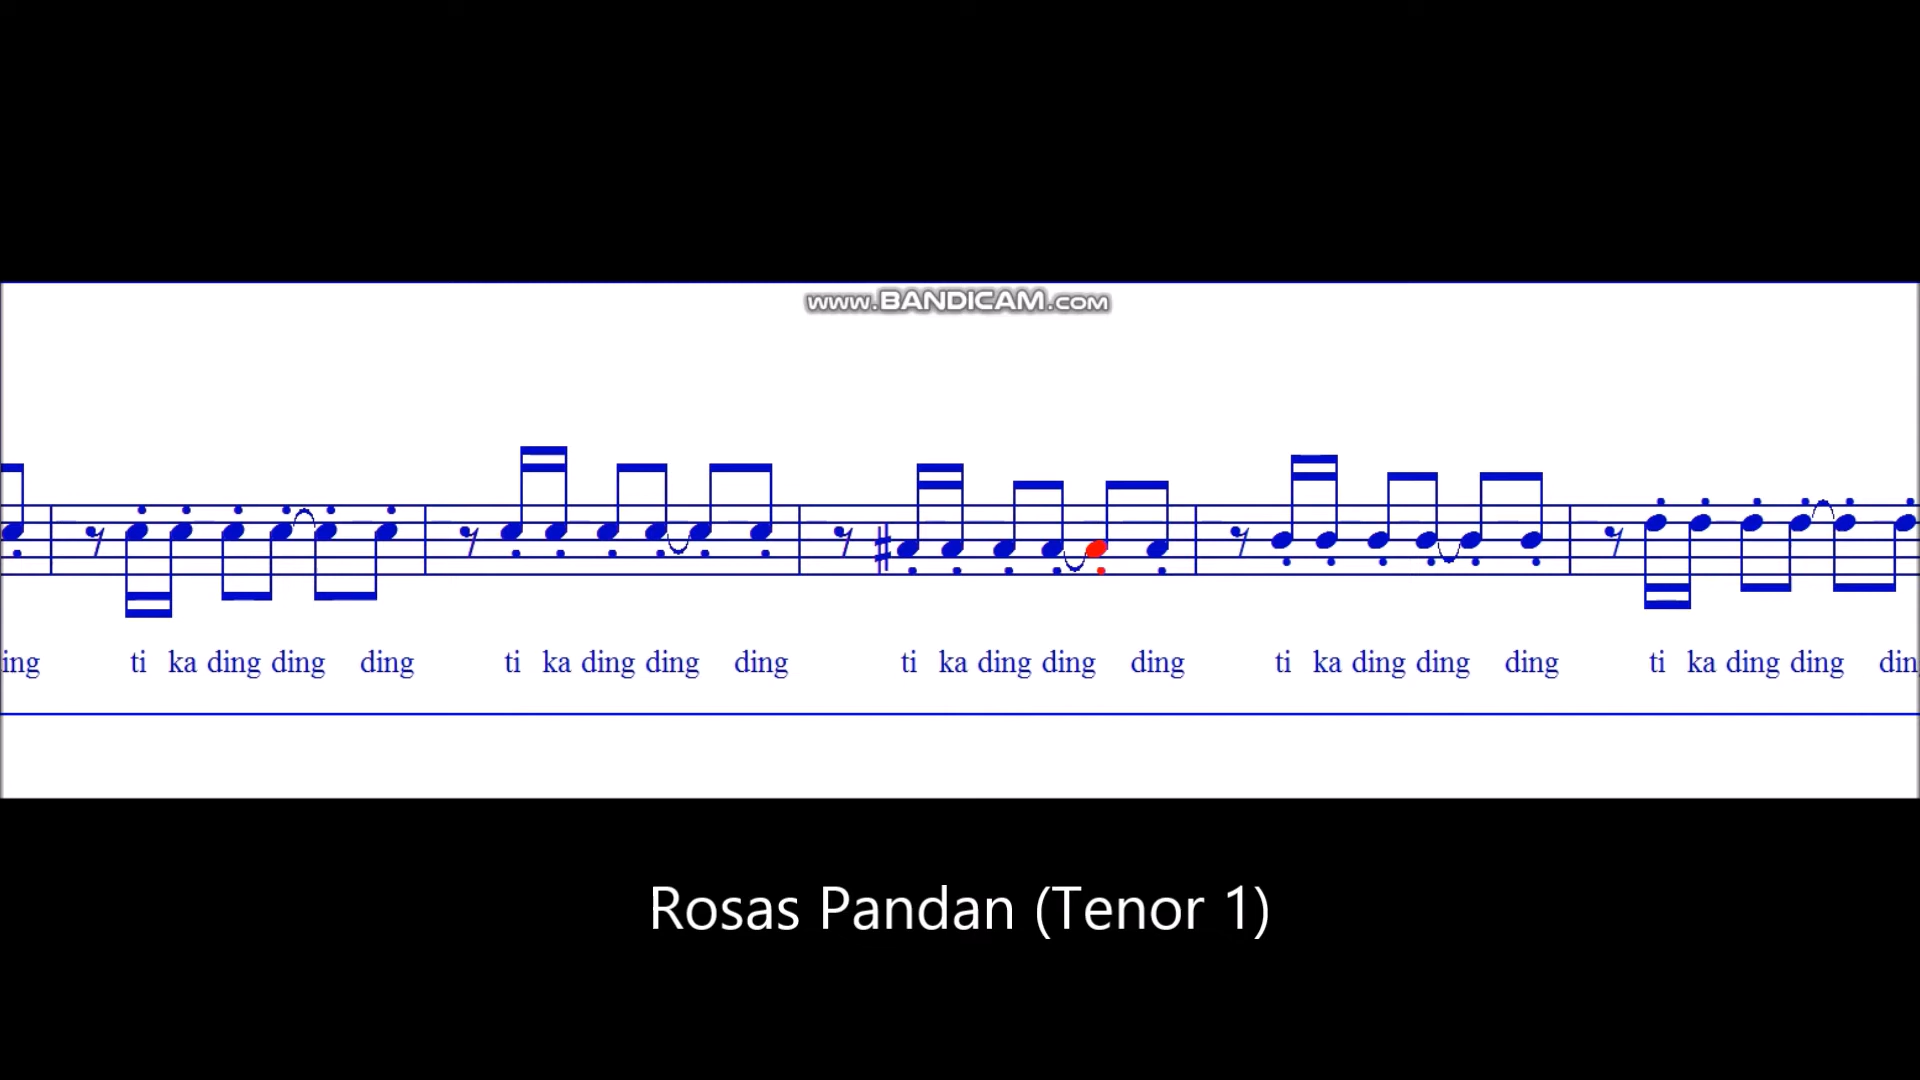 www.BANDICAM.com
ing ti ka ding ding ding ti ka ding ding ding ti ka ding ding ding ti ka ding ding ding ti ka ding ding din
Rosas Pandan (Tenor 1)